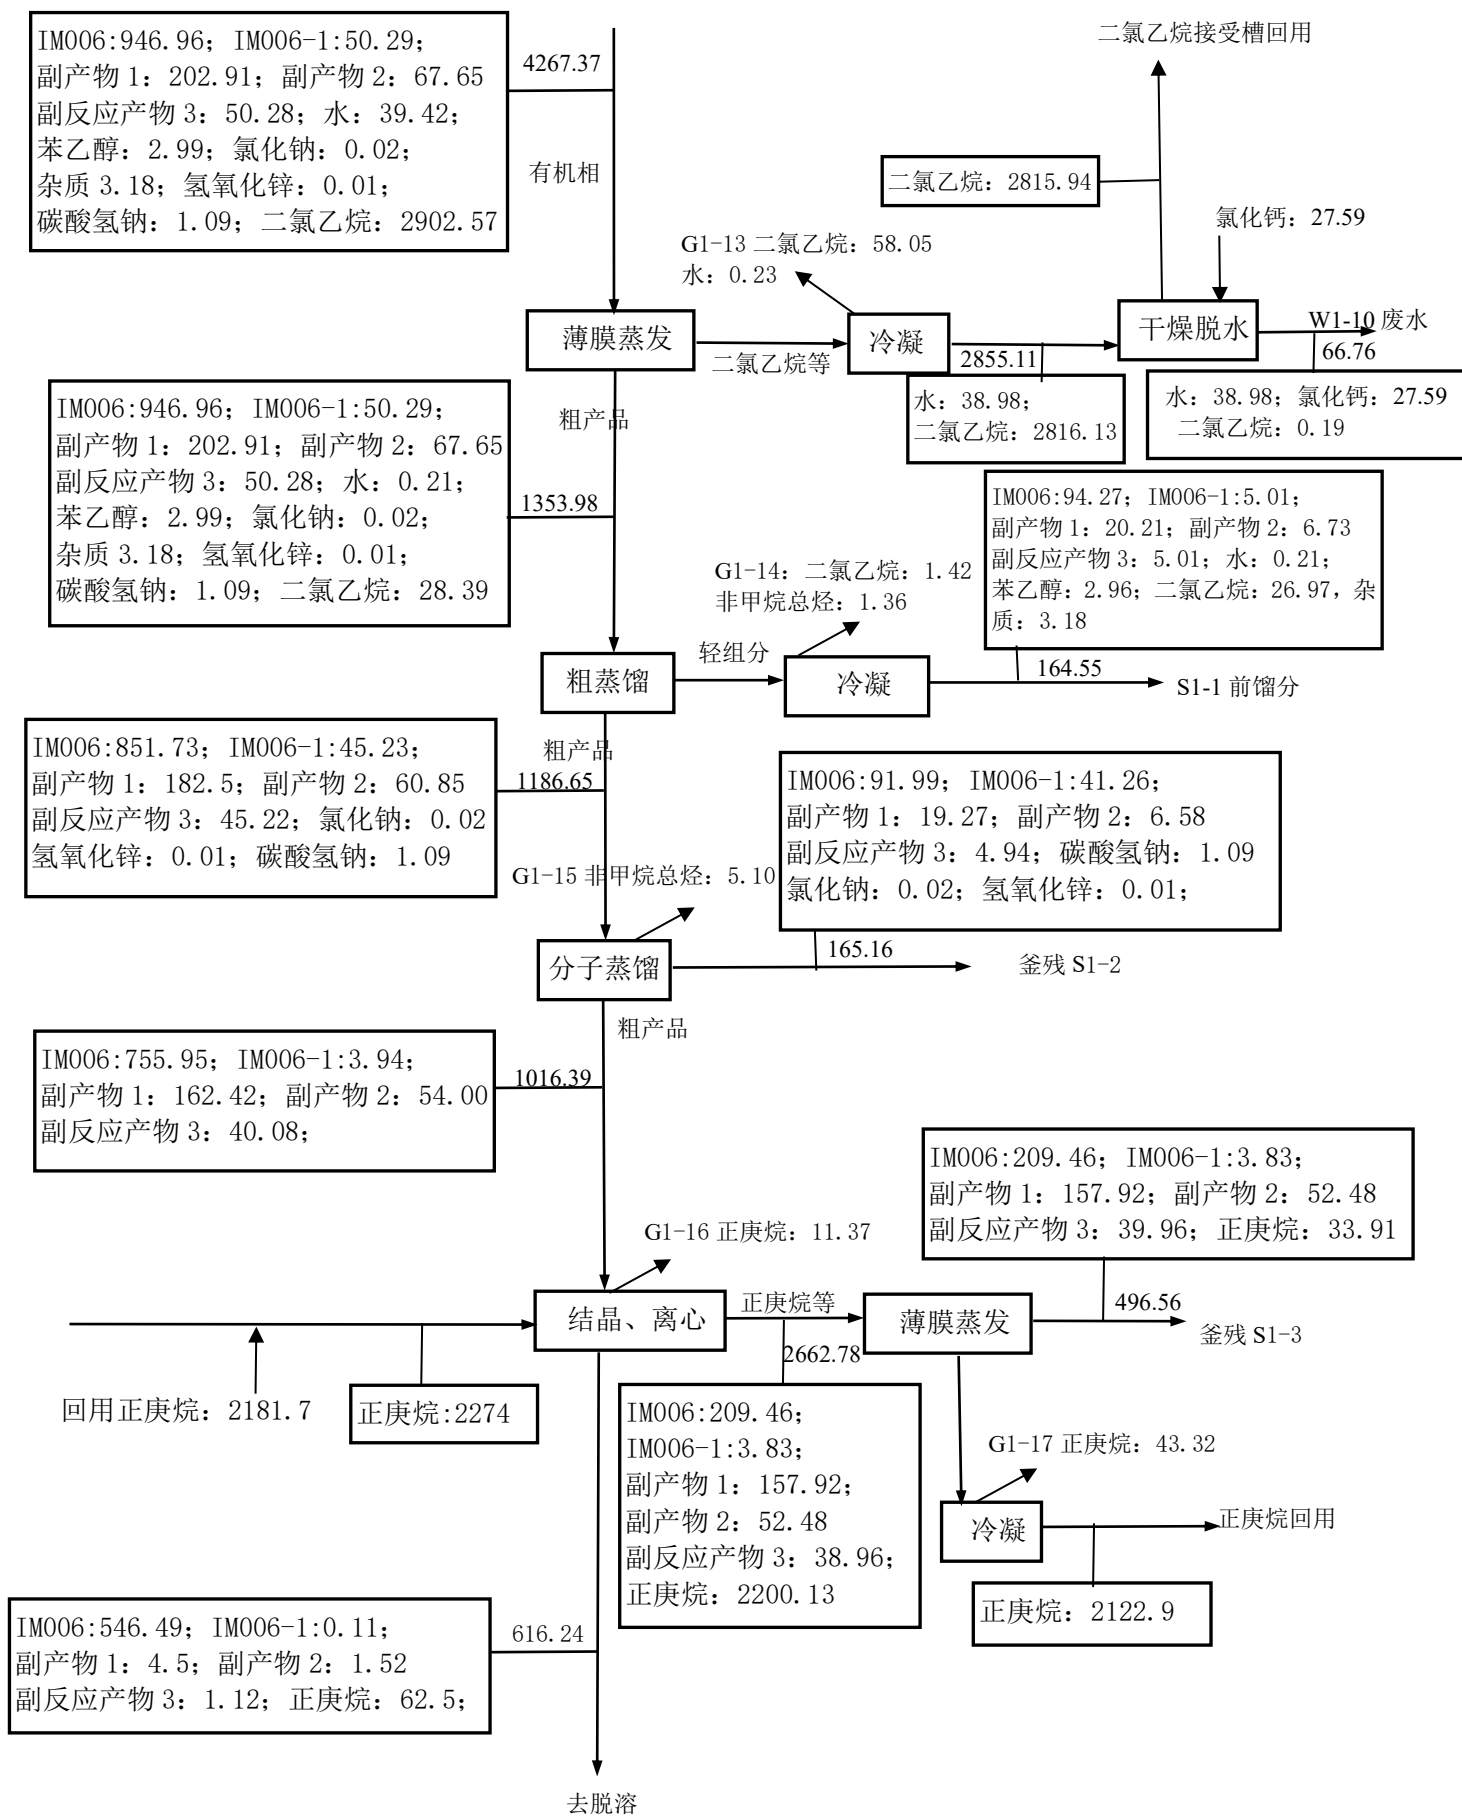 IM006:946.96；IM006-1:50.29；
副产物 1：202.91；副产物 2：67.65
副反应产物 3：50.28；水：39.42；
苯乙醇：2.99；氯化钠：0.02；
杂质 3.18；氢氧化锌：0.01；
碳酸氢钠：1.09；二氯乙烷：2902.57
4267.37
有机相
二氯乙烷接受槽回用
二氯乙烷：2815.94
氯化钙：27.59
G1-13 二氯乙烷：58.05
水：0.23
薄膜蒸发
二氯乙烷等
冷凝
2855.11
干燥脱水
W1-10 废水
66.76
水：38.98；
二氯乙烷：2816.13
水：38.98；氯化钙：27.59
二氯乙烷：0.19
IM006:946.96；IM006-1:50.29；
副产物 1：202.91；副产物 2：67.65
副反应产物 3：50.28；水：0.21；
苯乙醇：2.99；氯化钠：0.02；
杂质 3.18；氢氧化锌：0.01；
碳酸氢钠：1.09；二氯乙烷：28.39
粗产品
1353.98
IM006:94.27；IM006-1:5.01；
副产物 1：20.21；副产物 2：6.73
副反应产物 3：5.01；水：0.21；
苯乙醇：2.96；二氯乙烷：26.97，杂
质：3.18
G1-14：二氯乙烷：1.42
非甲烷总烃：1.36
粗蒸馏
轻组分
冷凝
164.55
S1-1 前馏分
IM006:851.73；IM006-1:45.23；
副产物 1：182.5；副产物 2：60.85
副反应产物 3：45.22；氯化钠：0.02
氢氧化锌：0.01；碳酸氢钠：1.09
粗产品
1186.65
IM006:91.99；IM006-1:41.26；
副产物 1：19.27；副产物 2：6.58
副反应产物 3：4.94；碳酸氢钠：1.09
氯化钠：0.02；氢氧化锌：0.01；
G1-15 非甲烷总烃：5.10
分子蒸馏
165.16
釜残 S1-2
粗产品
IM006:755.95；IM006-1:3.94；
副产物 1：162.42；副产物 2：54.00
副反应产物 3：40.08；
1016.39
IM006:209.46；IM006-1:3.83；
副产物 1：157.92；副产物 2：52.48
副反应产物 3：39.96；正庚烷：33.91
G1-16 正庚烷：11.37
结晶、离心
正庚烷等
2662.78
薄膜蒸发
496.56
釜残 S1-3
回用正庚烷：2181.7
正庚烷:2274
IM006:209.46；
IM006-1:3.83；
副产物 1：157.92；
副产物 2：52.48
副反应产物 3：38.96；
正庚烷：2200.13
G1-17 正庚烷：43.32
冷凝
正庚烷回用
正庚烷：2122.9
IM006:546.49；IM006-1:0.11；
副产物 1：4.5；副产物 2：1.52
副反应产物 3：1.12；正庚烷：62.5；
616.24
去脱溶